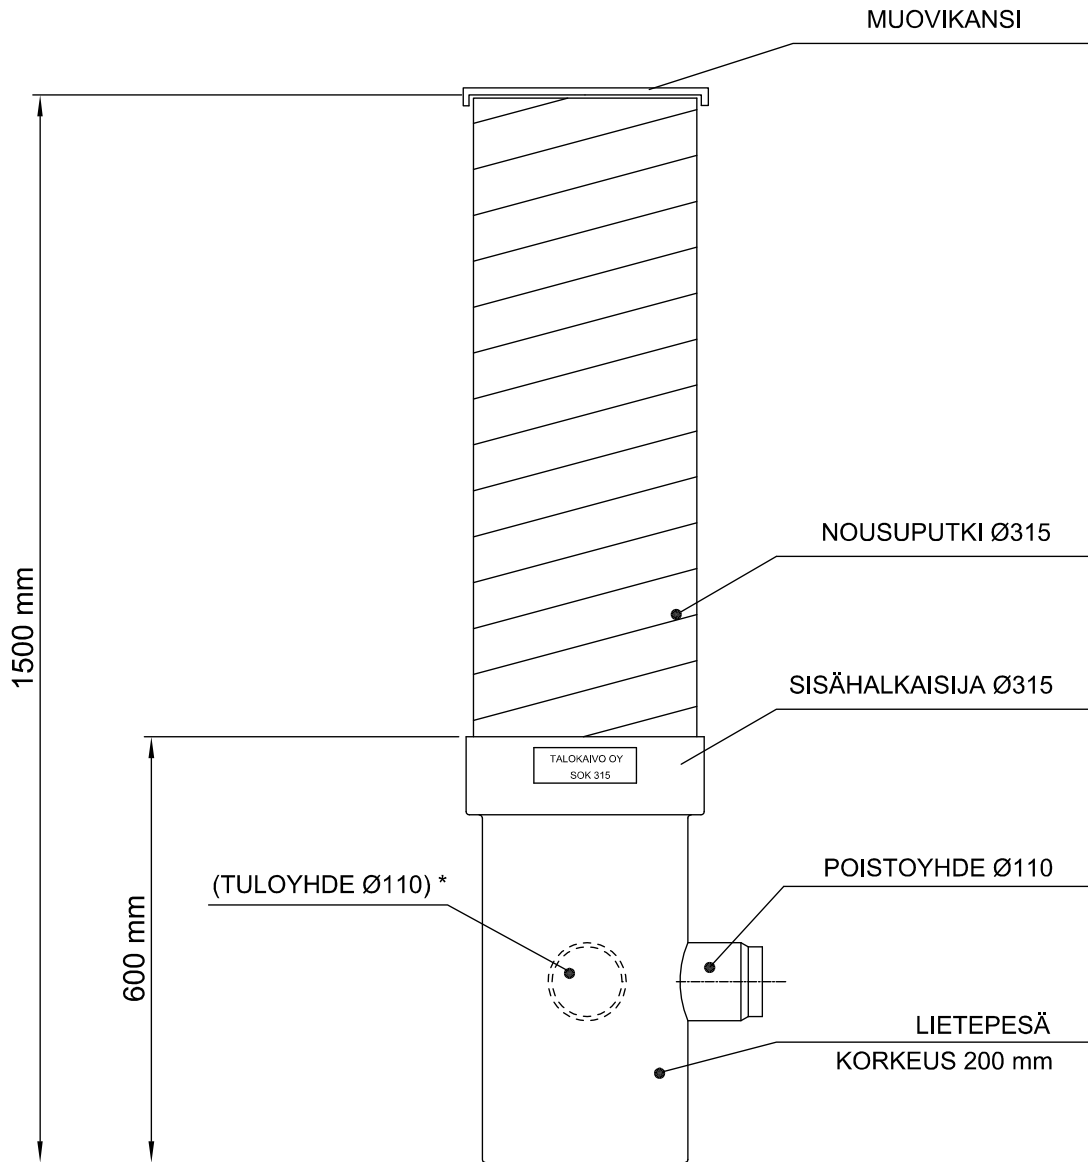 MUOVIKANSI
NOUSUPUTKI Ø315
1500 mm
SISÄHALKAISIJA Ø315
TALOKAIVO OY
SOK 315
POISTOYHDE Ø110
(TULOYHDE Ø110) *
600 mm
LIETEPESÄ
KORKEUS 200 mm